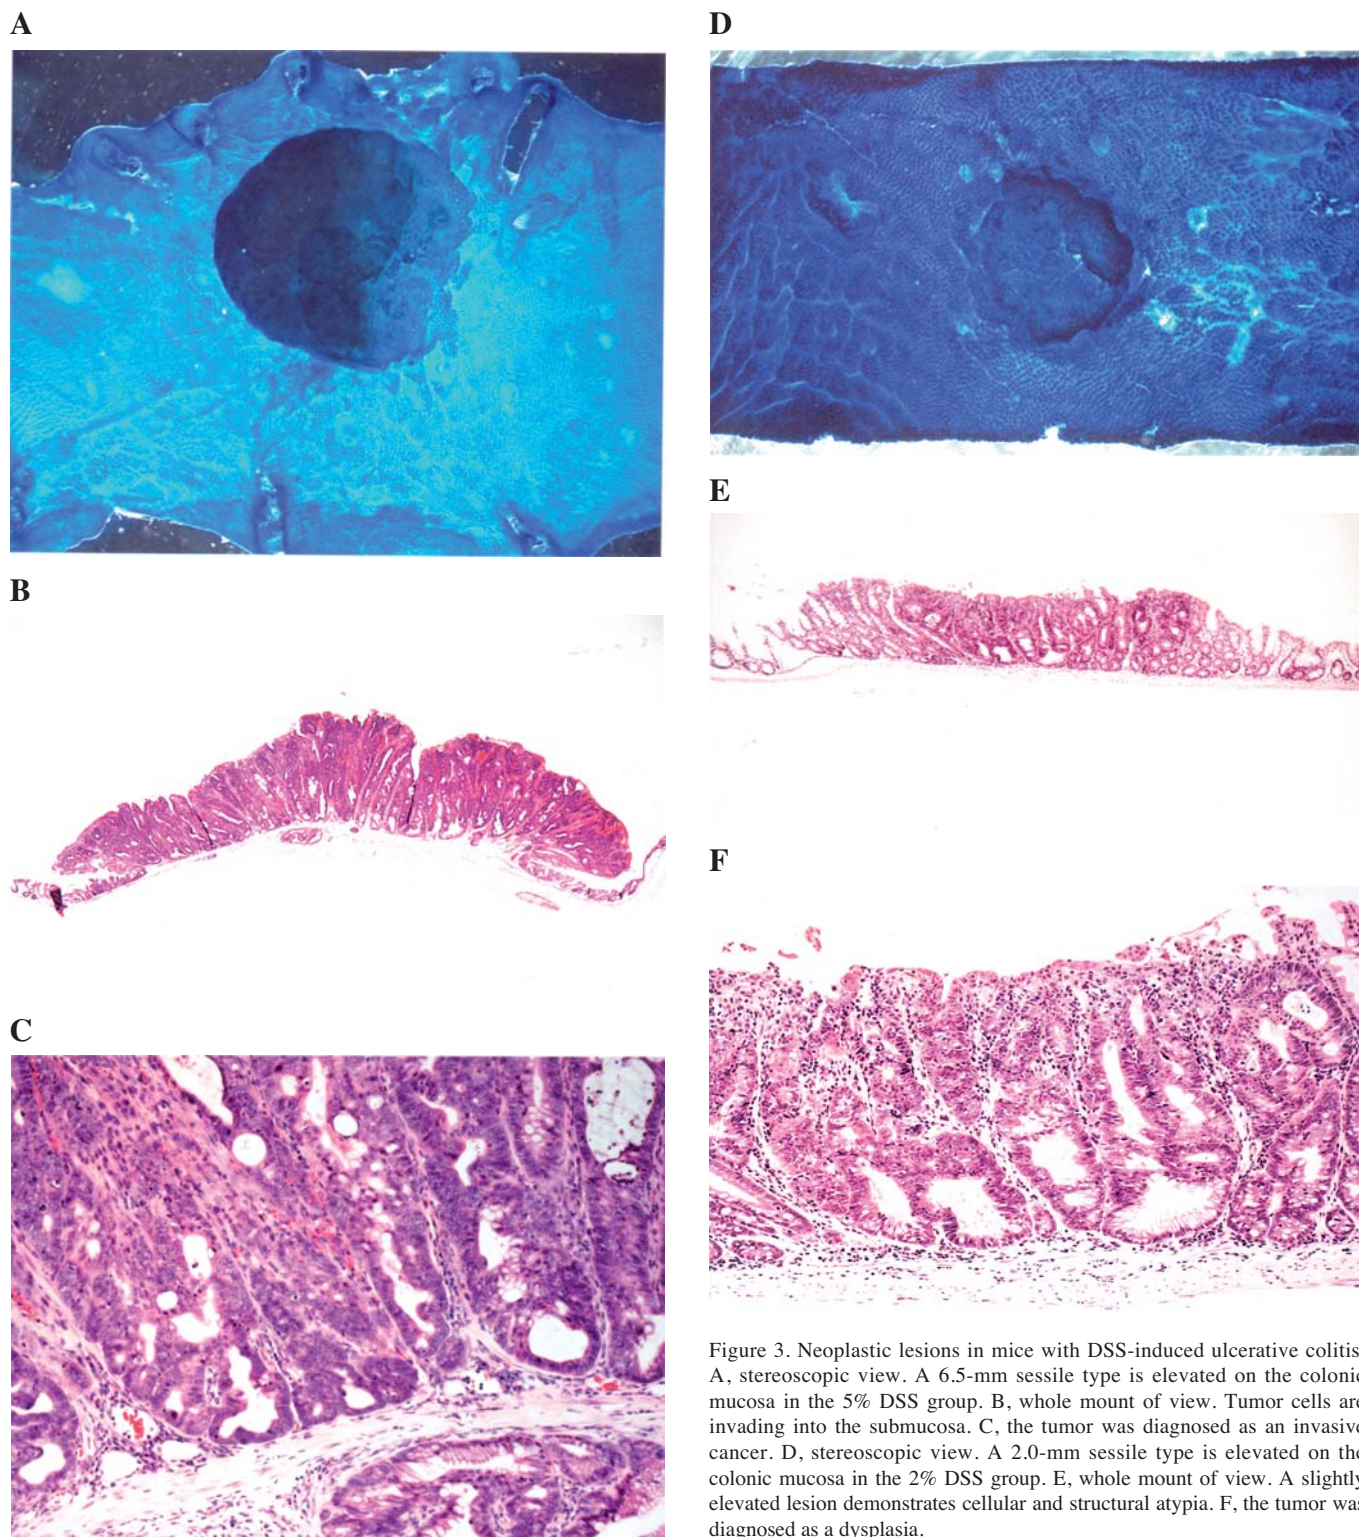 A
B
C
D
E
F
Figure 3. Neoplastic lesions in mice with DSS-induced ulcerative colitis
A, stereoscopic view. A 6.5-mm sessile type is elevated on the colonic
mucosa in the 5% DSS group. B, whole mount of view. Tumor cells are
invading into the submucosa. C, the tumor was diagnosed as an invasive
cancer. D, stereoscopic view. A 2.0-mm sessile type is elevated on the
colonic mucosa in the 2% DSS group. E, whole mount of view. A slightly
elevated lesion demonstrates cellular and structural atypia. F, the tumor was
diagnosed as a dysplasia.